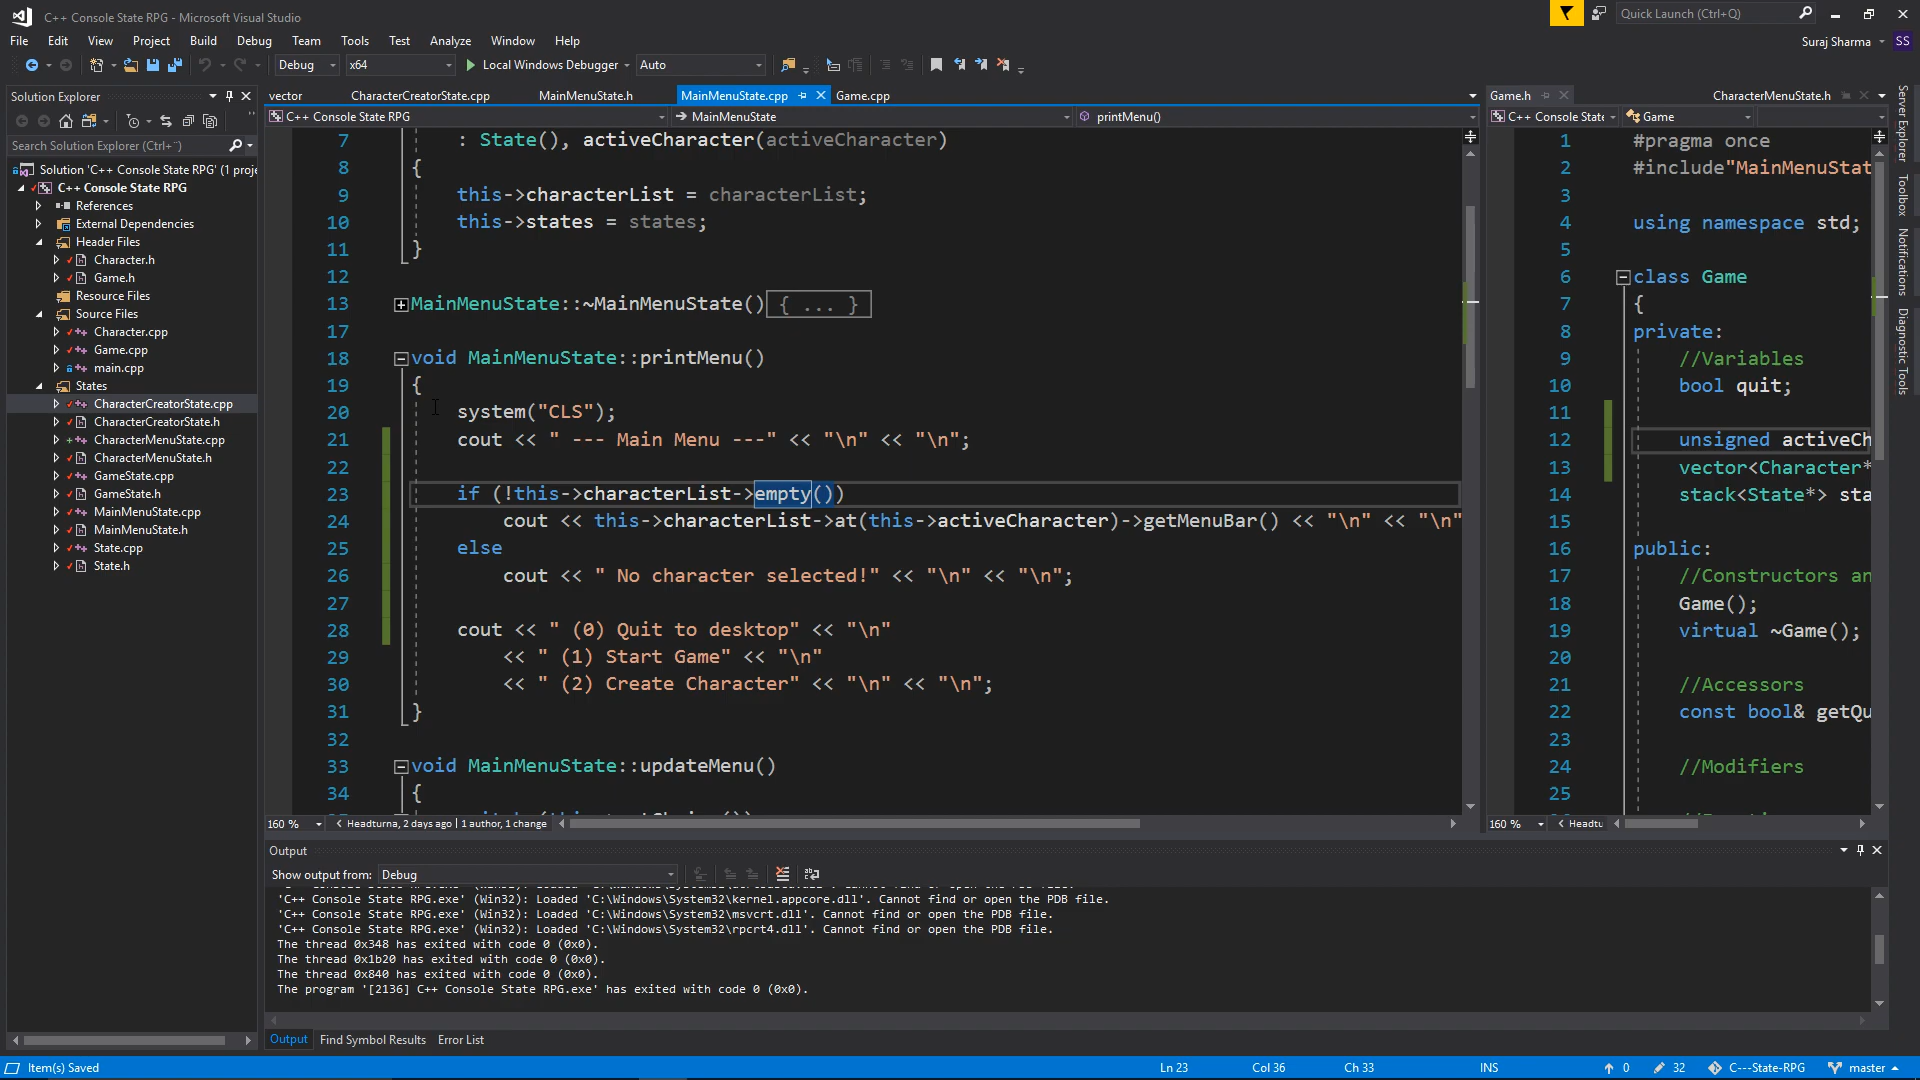 C++ Console State RPG - Microsoft Visual Studio
Quick Launch (Ctrl+Q)
File Edit View Project Build Debug Team Tools Test Analyze Window Help
Suraj Sharma SS
Debug x64 Local Windows Debugger Auto
Solution Explorer
Search Solution Explorer (Ctrl+¨)
Solution 'C++ Console State RPG' (1 proje
C++ Console State RPG
References
External Dependencies
Header Files
Character.h
Game.h
Resource Files
Source Files
Character.cpp
Game.cpp
main.cpp
States
CharacterCreatorState.cpp
CharacterCreatorState.h
CharacterMenuState.cpp
CharacterMenuState.h
GameState.cpp
GameState.h
MainMenuState.cpp
MainMenuState.h
State.cpp
State.h
vector CharacterCreatorState.cpp MainMenuState.h MainMenuState.cpp Game.cpp
C++ Console State RPG MainMenuState printMenu()
7 : State(), activeCharacter(activeCharacter)
8 {
9 this->characterList = characterList;
10 this->states = states;
11 }
12
13 MainMenuState::~MainMenuState(){ ... }
17
18 void MainMenuState::printMenu()
19 {
20 system("CLS");
21 cout << " --- Main Menu ---" << "\n" << "\n";
22
23 if (!this->characterList->empty())
24 cout << this->characterList->at(this->activeCharacter)->getMenuBar() << "\n" << "\n"
25 else
26 cout << " No character selected!" << "\n" << "\n";
27
28 cout << " (0) Quit to desktop" << "\n"
29 << " (1) Start Game" << "\n"
30 << " (2) Create Character" << "\n" << "\n";
31 }
32
33 void MainMenuState::updateMenu()
34 {
160 % Headturna, 2 days ago | 1 author, 1 change
Game.h CharacterMenuState.h
C++ Console State Game
1 #pragma once
2 #include"MainMenuStat
3
4 using namespace std;
5
6 class Game
7 {
8 private:
9 //Variables
10 bool quit;
11
12 unsigned activeCh
13 vector<Character*
14 stack<State*> sta
15
16 public:
17 //Constructors an
18 Game();
19 virtual ~Game();
20
21 //Accessors
22 const bool& getQu
23
24 //Modifiers
25
160 % Headtu
Server Explorer
Toolbox
Notifications
Diagnostic Tools
Output
Show output from: Debug
'C++ Console State RPG.exe' (Win32): Loaded 'C:\Windows\System32\kernel.appcore.dll'. Cannot find or open the PDB file.
'C++ Console State RPG.exe' (Win32): Loaded 'C:\Windows\System32\msvcrt.dll'. Cannot find or open the PDB file.
'C++ Console State RPG.exe' (Win32): Loaded 'C:\Windows\System32\rpcrt4.dll'. Cannot find or open the PDB file.
The thread 0x348 has exited with code 0 (0x0).
The thread 0x1b20 has exited with code 0 (0x0).
The thread 0x840 has exited with code 0 (0x0).
The program '[2136] C++ Console State RPG.exe' has exited with code 0 (0x0).
Output Find Symbol Results Error List
Item(s) Saved Ln 23 Col 36 Ch 33 INS 0 32 C---State-RPG master